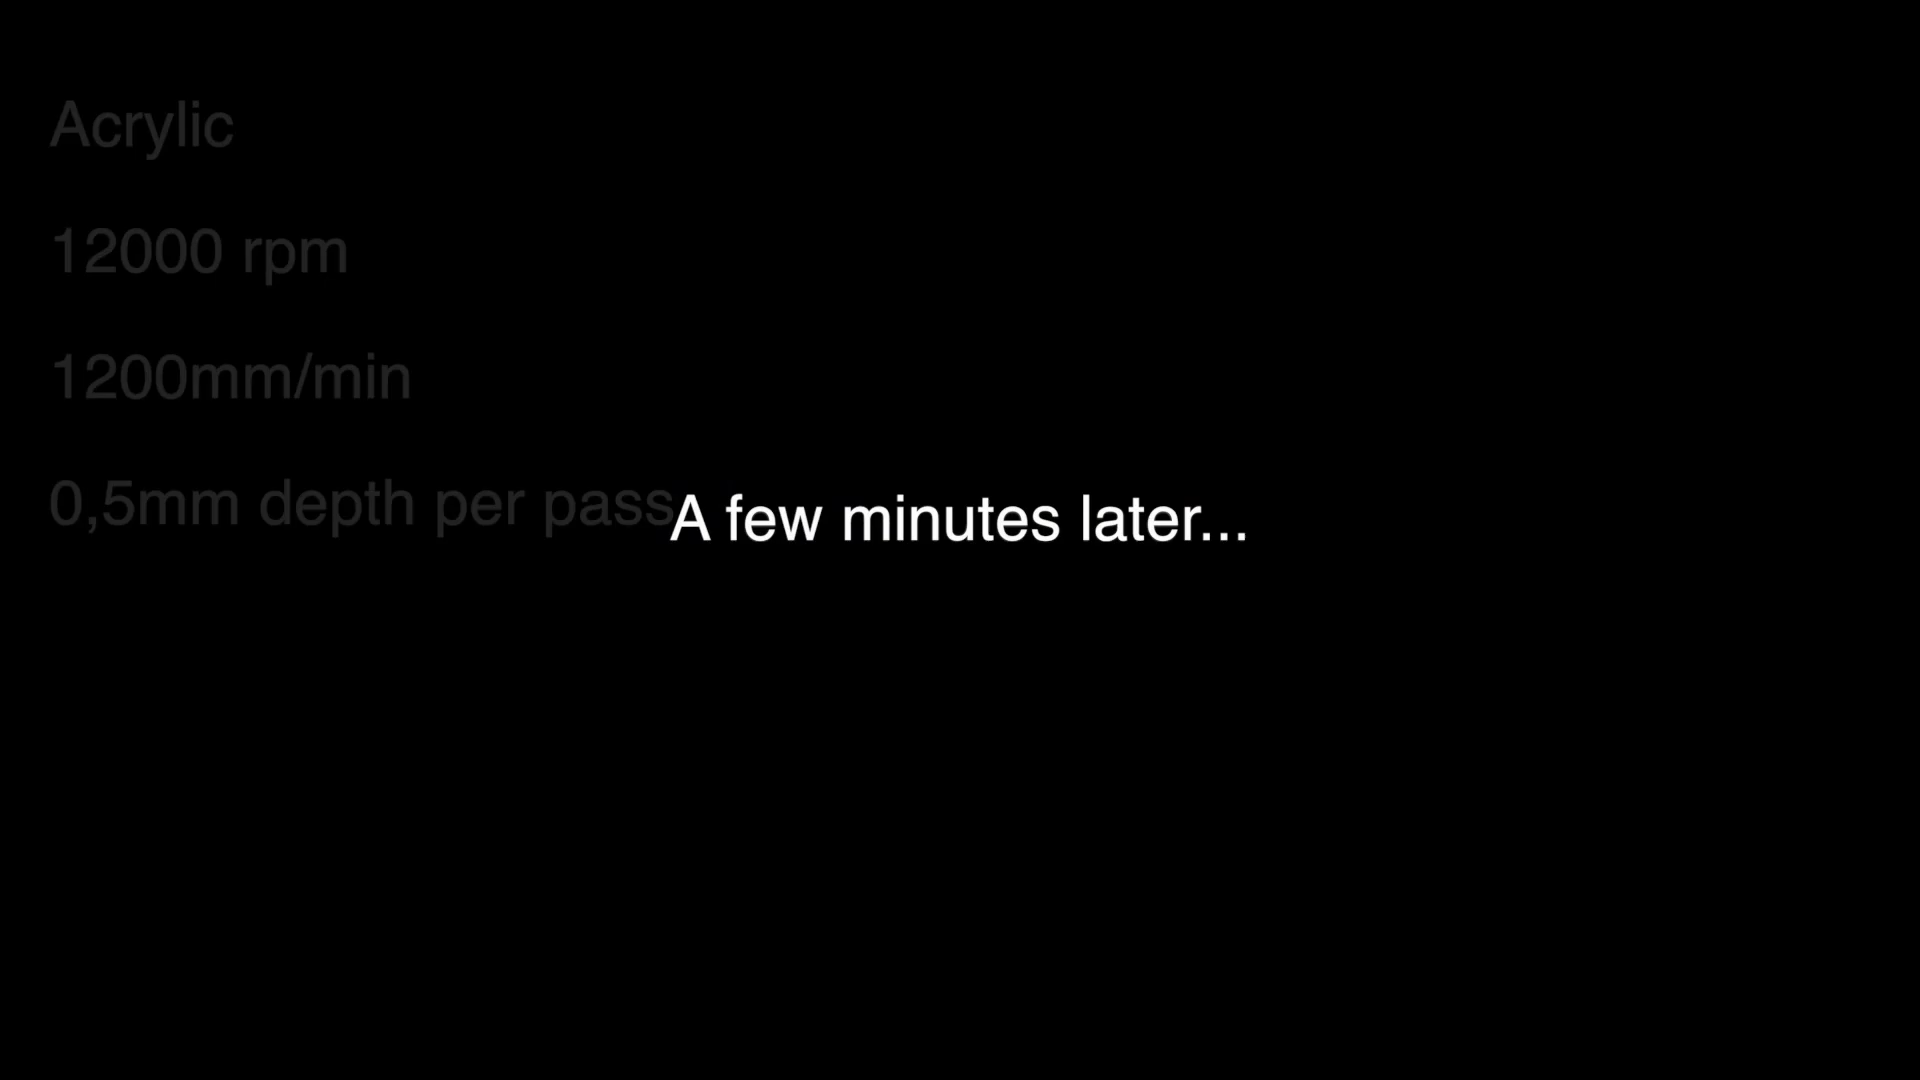 Acrylic
12000 rpm
1200mm/min
0,5mm depth per pass
A few minutes later...